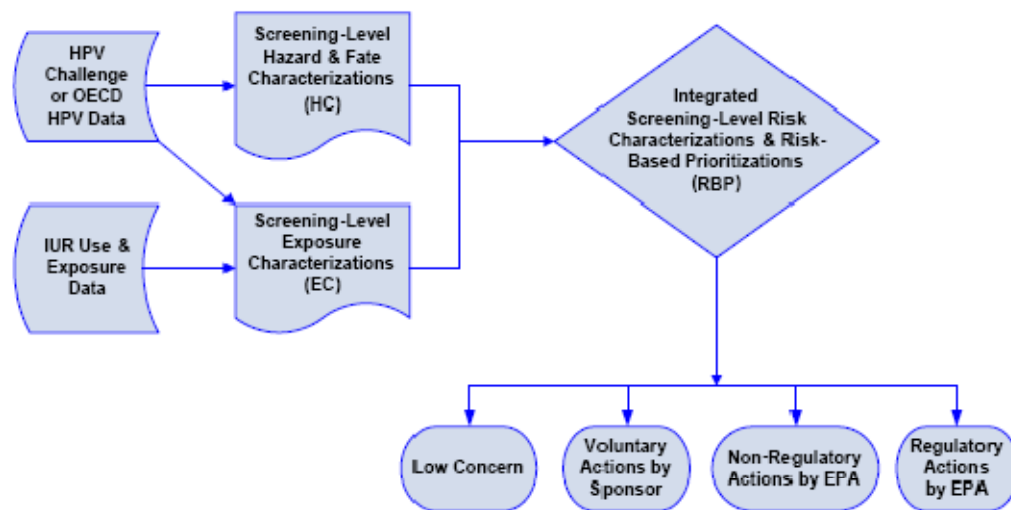 HPV
Challenge
or OECD
HPV Data
Screening-Level
Hazard & Fate
Characterizations
(HC)
Integrated
Screening-Level Risk
Characterizations & Risk-
Based Prioritizations
(RBP)
IUR Use &
Exposure
Data
Screening-Level
Exposure
Characterizations
(EC)
Low Concern
Voluntary
Actions by
Sponsor
Non-Regulatory
Actions by EPA
Regulatory
Actions
by EPA